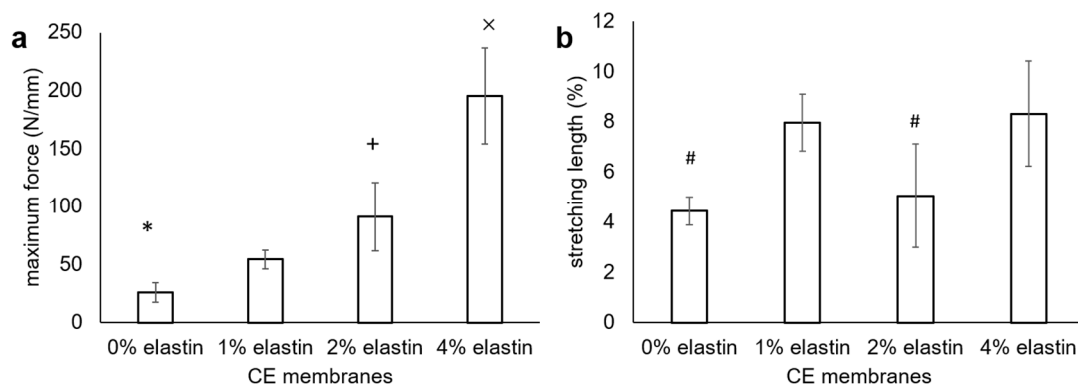 a
maximum force (N/mm)
250
200
150
100
50
0
*
+
×
0% elastin 1% elastin 2% elastin 4% elastin
CE membranes
b
stretching length (%)
12
10
8
6
4
2
0
#
#
0% elastin 1% elastin 2% elastin 4% elastin
CE membranes